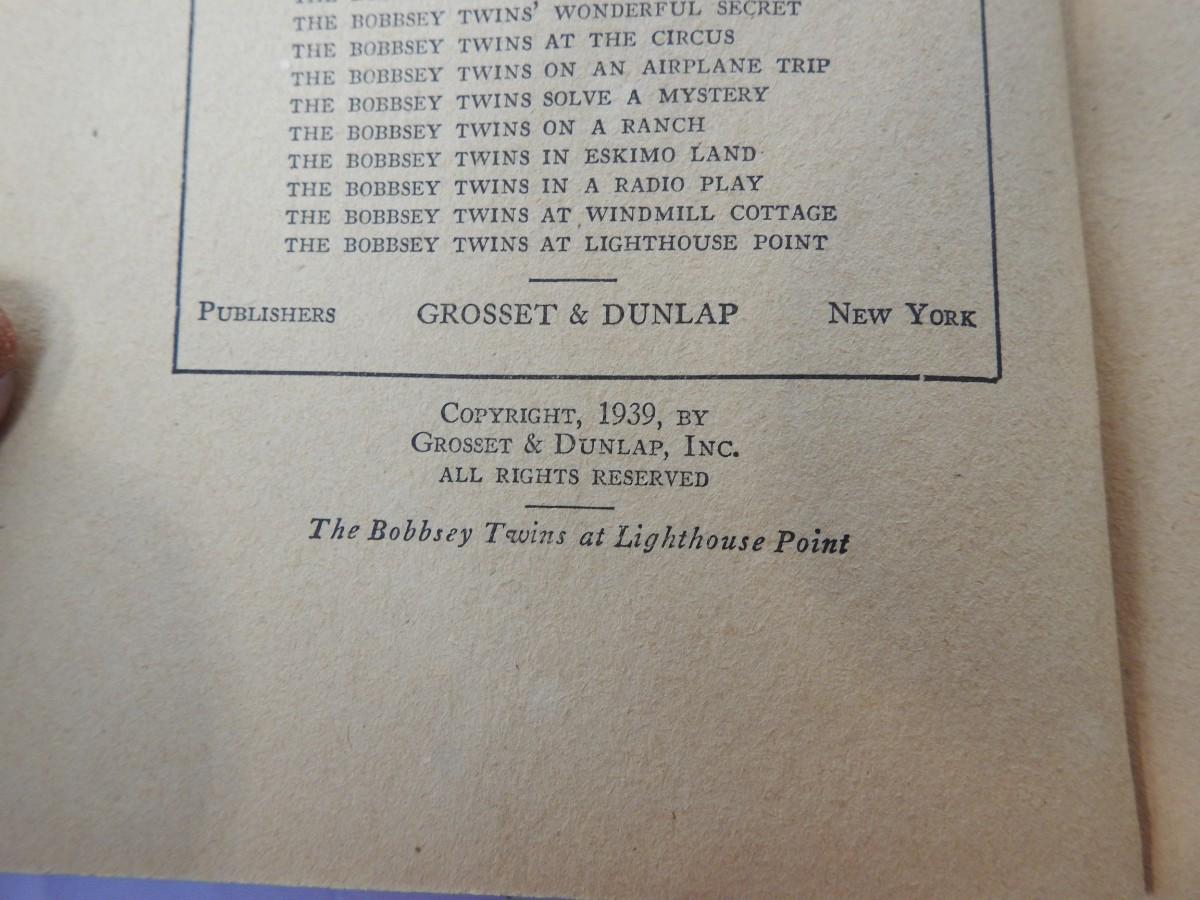 THE BOBBSEY TWINS' WONDERFUL SECRET
THE BOBBSEY TWINS AT THE CIRCUS
THE BOBBSEY TWINS ON AN AIRPLANE TRIP
THE BOBBSEY TWINS SOLVE A MYSTERY
THE BOBBSEY TWINS ON A RANCH
THE BOBBSEY TWINS IN ESKIMO LAND
THE BOBBSEY TWINS IN A RADIO PLAY
THE BOBBSEY TWINS AT WINDMILL COTTAGE
THE BOBBSEY TWINS AT LIGHTHOUSE POINT
PUBLISHERS GROSSET & DUNLAP NEW YORK
COPYRIGHT, 1939, BY
GROSSET & DUNLAP, INC.
ALL RIGHTS RESERVED
The Bobbsey Twins at Lighthouse Point